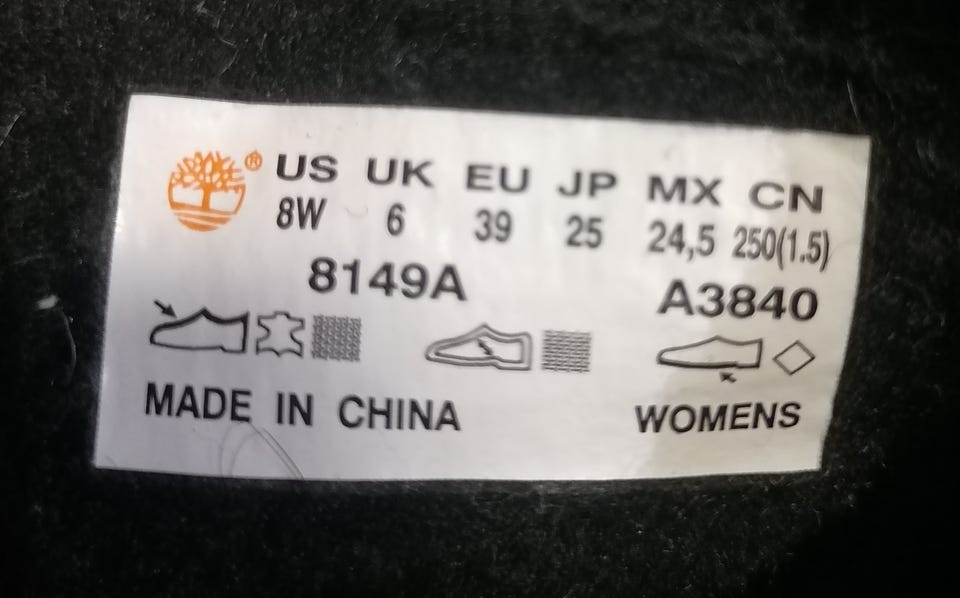 ® US UK EU JP MX CN
8W 6 39 25 24,5 250(1.5)
8149A A3840
MADE IN CHINA WOMENS